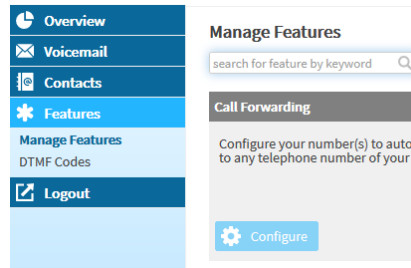 Overview
Voicemail
Contacts
Features
Manage Features
DTMF Codes
Logout
Manage Features
search for feature by keyword
Call Forwarding
Configure your number(s) to auto
to any telephone number of your
Configure